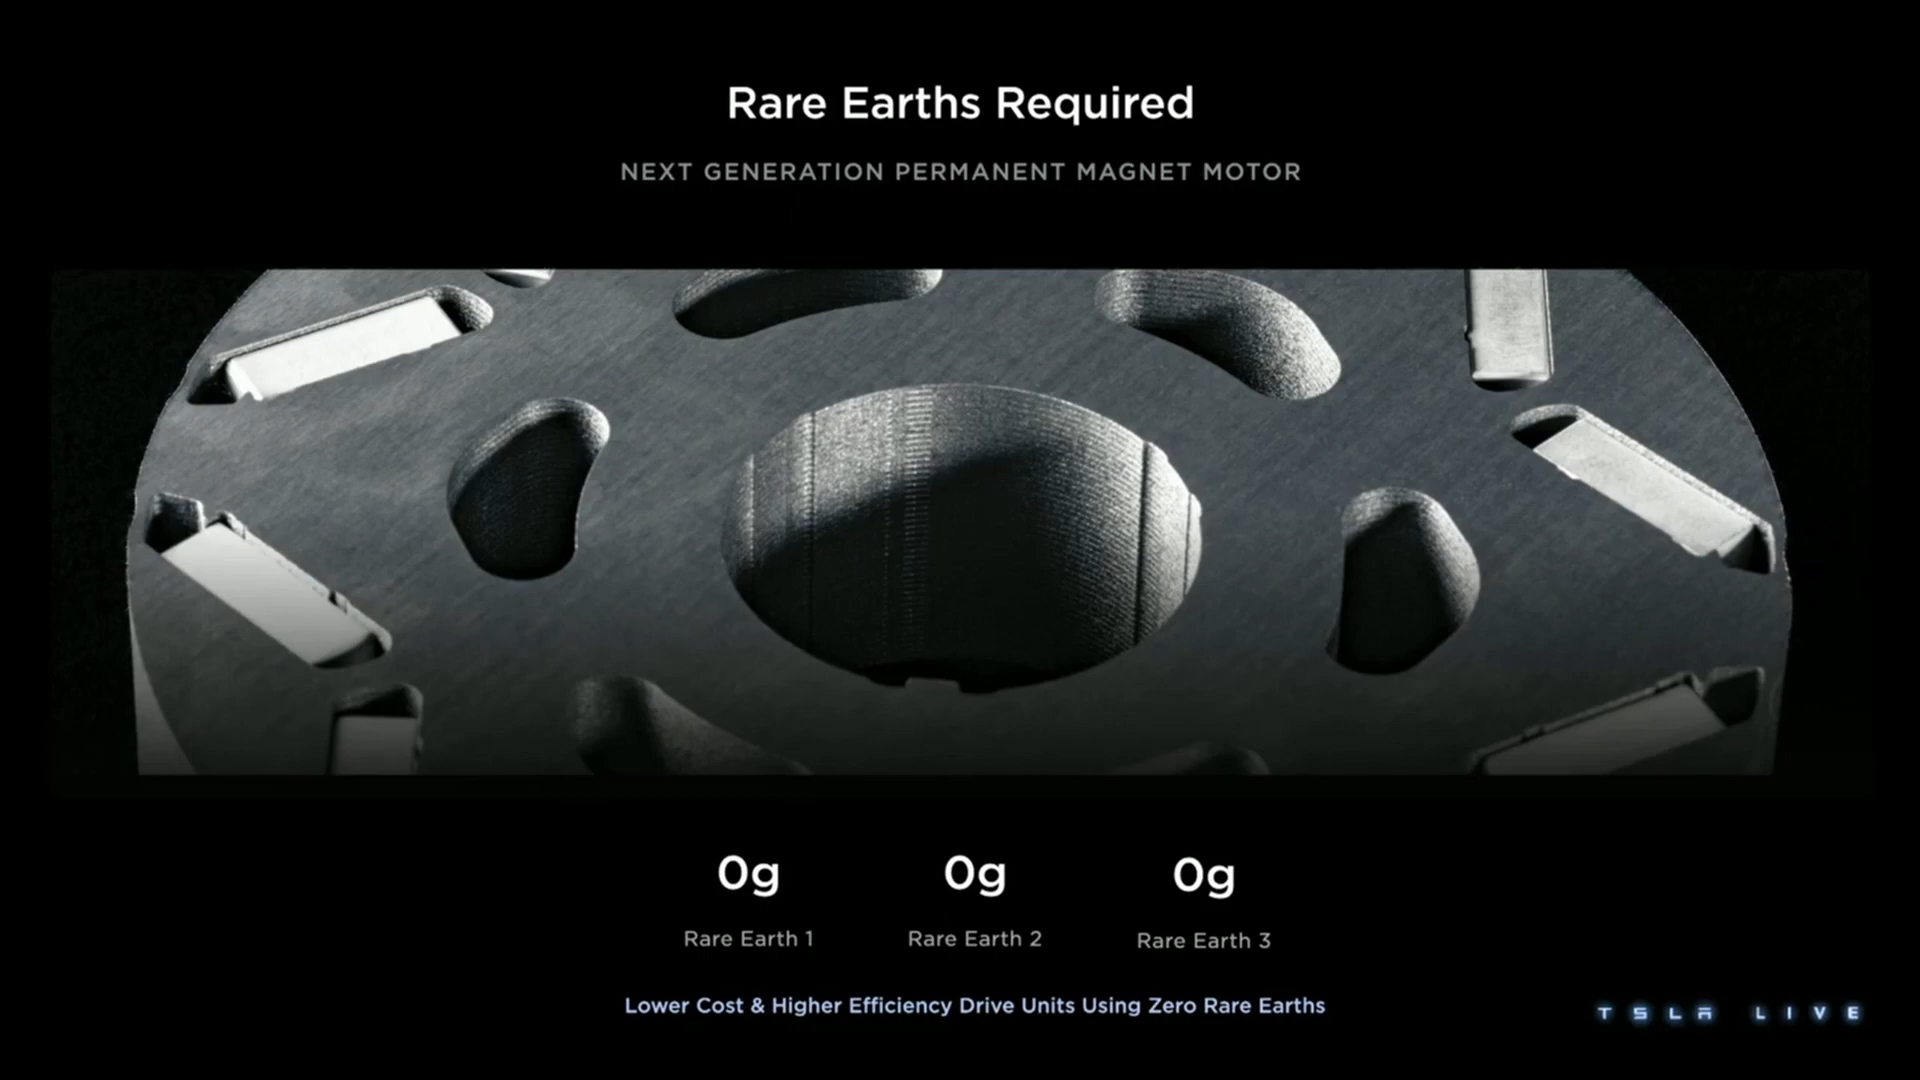 Rare Earths Required
NEXT GENERATION PERMANENT MAGNET MOTOR
0g 0g 0g
Rare Earth 1 Rare Earth 2 Rare Earth 3
Lower Cost & Higher Efficiency Drive Units Using Zero Rare Earths
TSLA LIVE